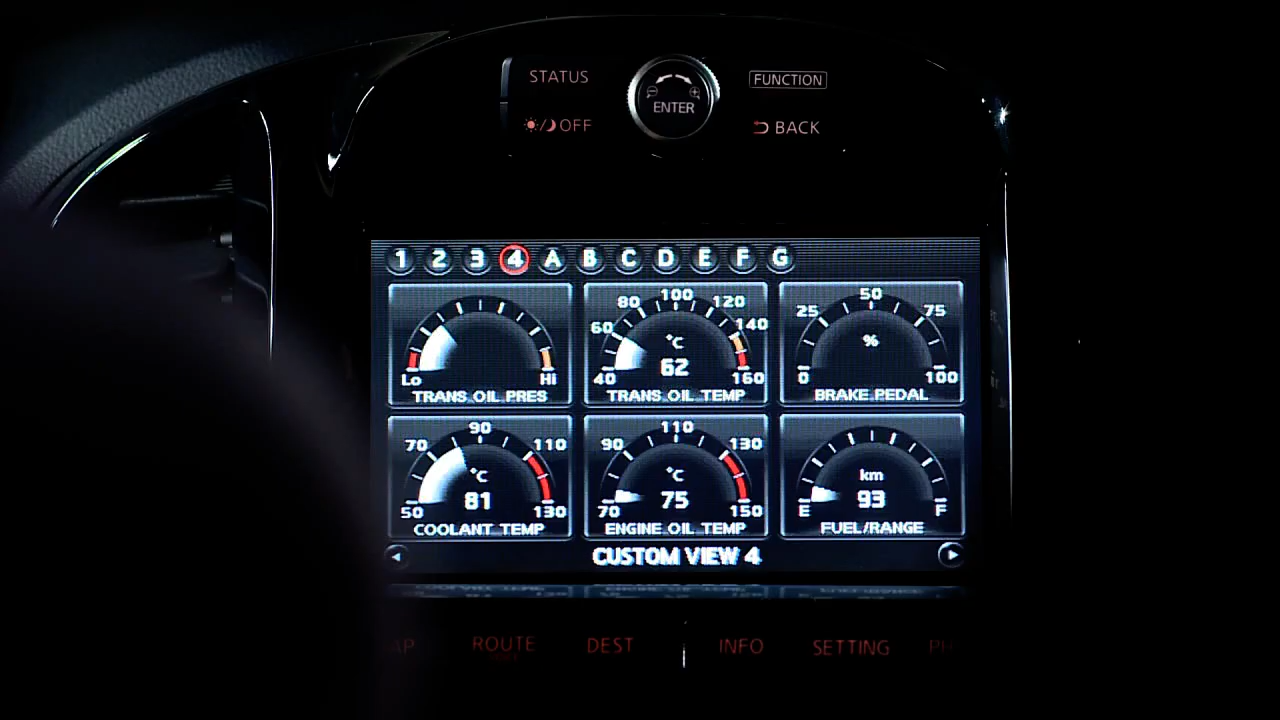 STATUS
FUNCTION
ENTER
OFF
BACK
1 2 3 4 A B C D E F G
Lo Hi
TRANS OIL PRES
40 60 80 100 120 140 160
°C
62
TRANS OIL TEMP
0 25 50 75 100
%
BRAKE PEDAL
50 70 90 110 130
°C
81
COOLANT TEMP
70 90 110 130 150
°C
75
ENGINE OIL TEMP
E F
km
93
FUEL/RANGE
CUSTOM VIEW 4
ROUTE DEST INFO SETTING